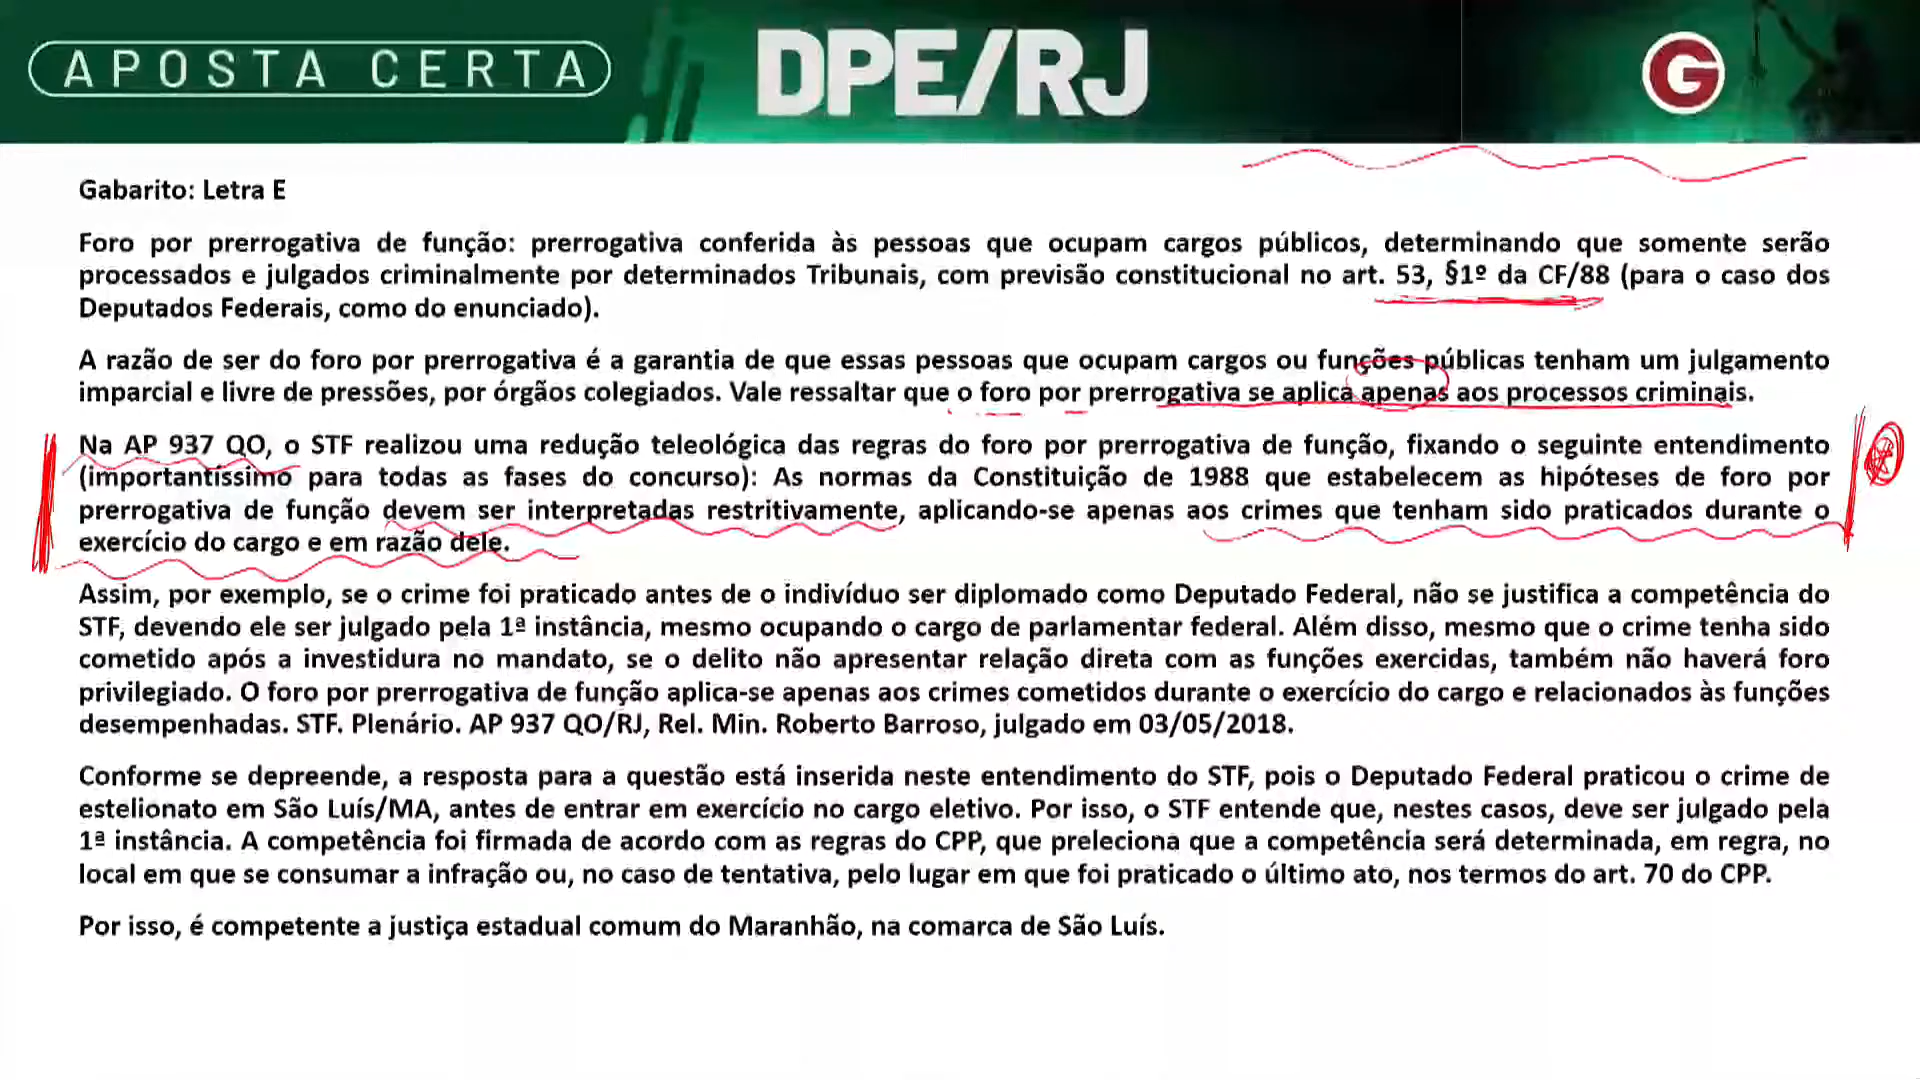 APOSTA CERTA
DPE/RJ
G
Gabarito: Letra E
Foro por prerrogativa de função: prerrogativa conferida às pessoas que ocupam cargos públicos, determinando que somente serão
processados e julgados criminalmente por determinados Tribunais, com previsão constitucional no art. 53, §1º da CF/88 (para o caso dos
Deputados Federais, como do enunciado).
A razão de ser do foro por prerrogativa é a garantia de que essas pessoas que ocupam cargos ou funções públicas tenham um julgamento
imparcial e livre de pressões, por órgãos colegiados. Vale ressaltar que o foro por prerrogativa se aplica apenas aos processos criminais.
Na AP 937 QO, o STF realizou uma redução teleológica das regras do foro por prerrogativa de função, fixando o seguinte entendimento
(importantíssimo para todas as fases do concurso): As normas da Constituição de 1988 que estabelecem as hipóteses de foro por
prerrogativa de função devem ser interpretadas restritivamente, aplicando-se apenas aos crimes que tenham sido praticados durante o
exercício do cargo e em razão dele.
Assim, por exemplo, se o crime foi praticado antes de o indivíduo ser diplomado como Deputado Federal, não se justifica a competência do
STF, devendo ele ser julgado pela 1ª instância, mesmo ocupando o cargo de parlamentar federal. Além disso, mesmo que o crime tenha sido
cometido após a investidura no mandato, se o delito não apresentar relação direta com as funções exercidas, também não haverá foro
privilegiado. O foro por prerrogativa de função aplica-se apenas aos crimes cometidos durante o exercício do cargo e relacionados às funções
desempenhadas. STF. Plenário. AP 937 QO/RJ, Rel. Min. Roberto Barroso, julgado em 03/05/2018.
Conforme se depreende, a resposta para a questão está inserida neste entendimento do STF, pois o Deputado Federal praticou o crime de
estelionato em São Luís/MA, antes de entrar em exercício no cargo eletivo. Por isso, o STF entende que, nestes casos, deve ser julgado pela
1ª instância. A competência foi firmada de acordo com as regras do CPP, que preleciona que a competência será determinada, em regra, no
local em que se consumar a infração ou, no caso de tentativa, pelo lugar em que foi praticado o último ato, nos termos do art. 70 do CPP.
Por isso, é competente a justiça estadual comum do Maranhão, na comarca de São Luís.